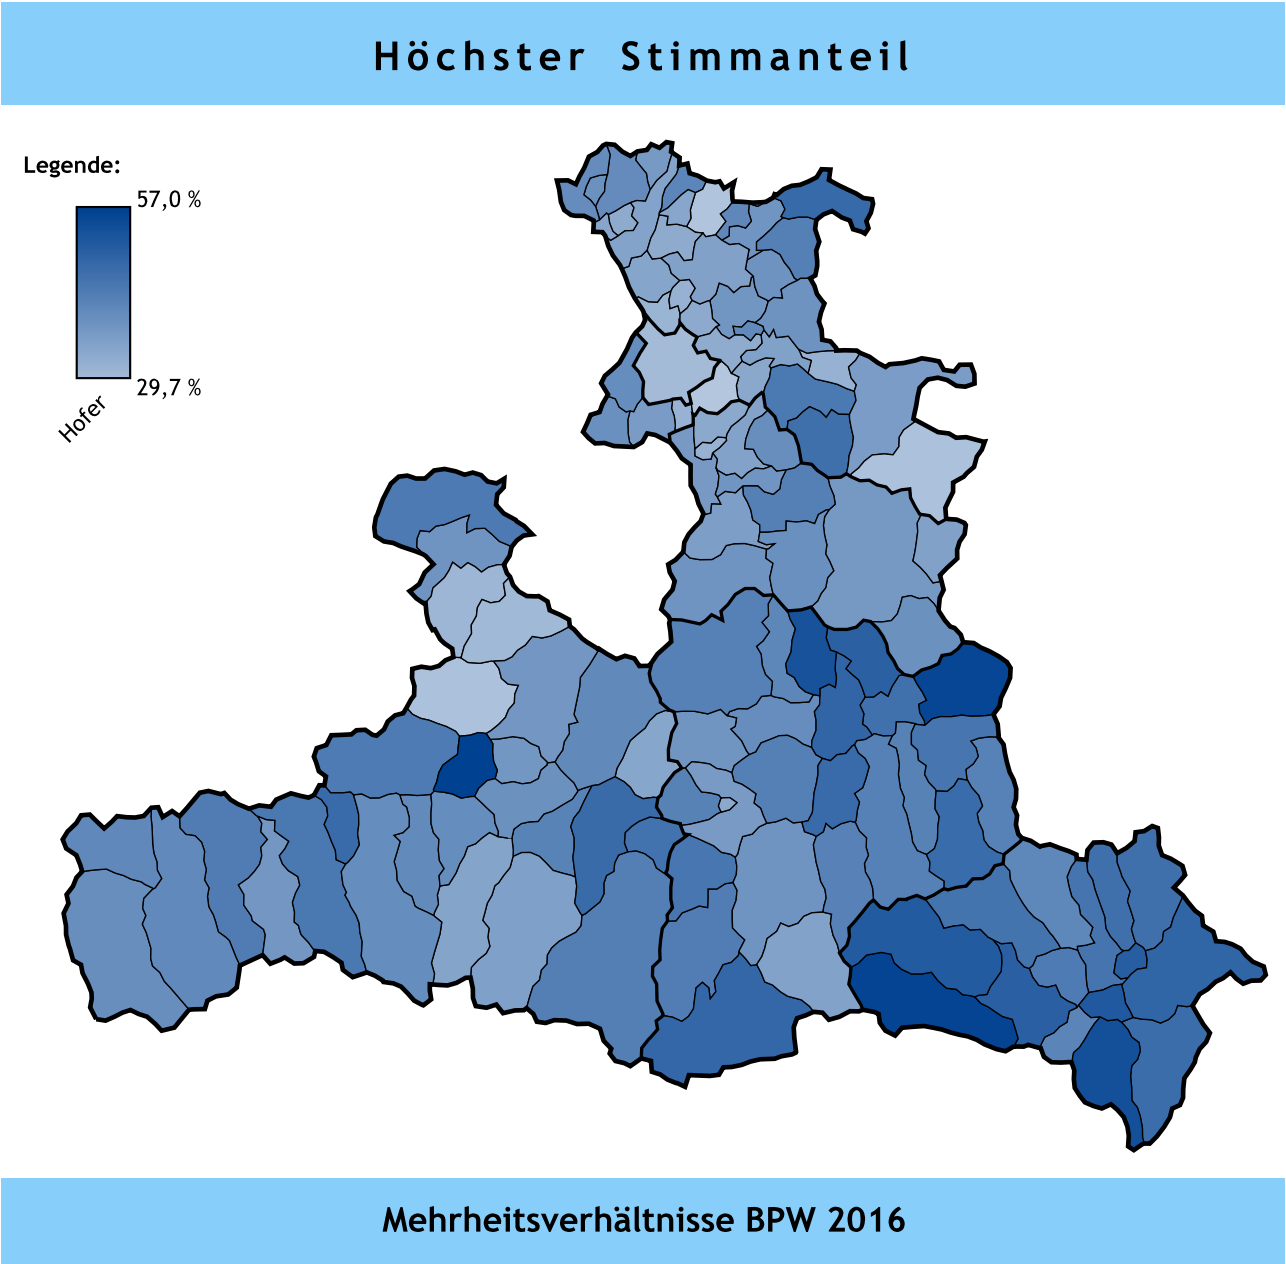 Höchster Stimmanteil
Legende:
57,0 %
29,7 %
Hofer
Mehrheitsverhältnisse BPW 2016